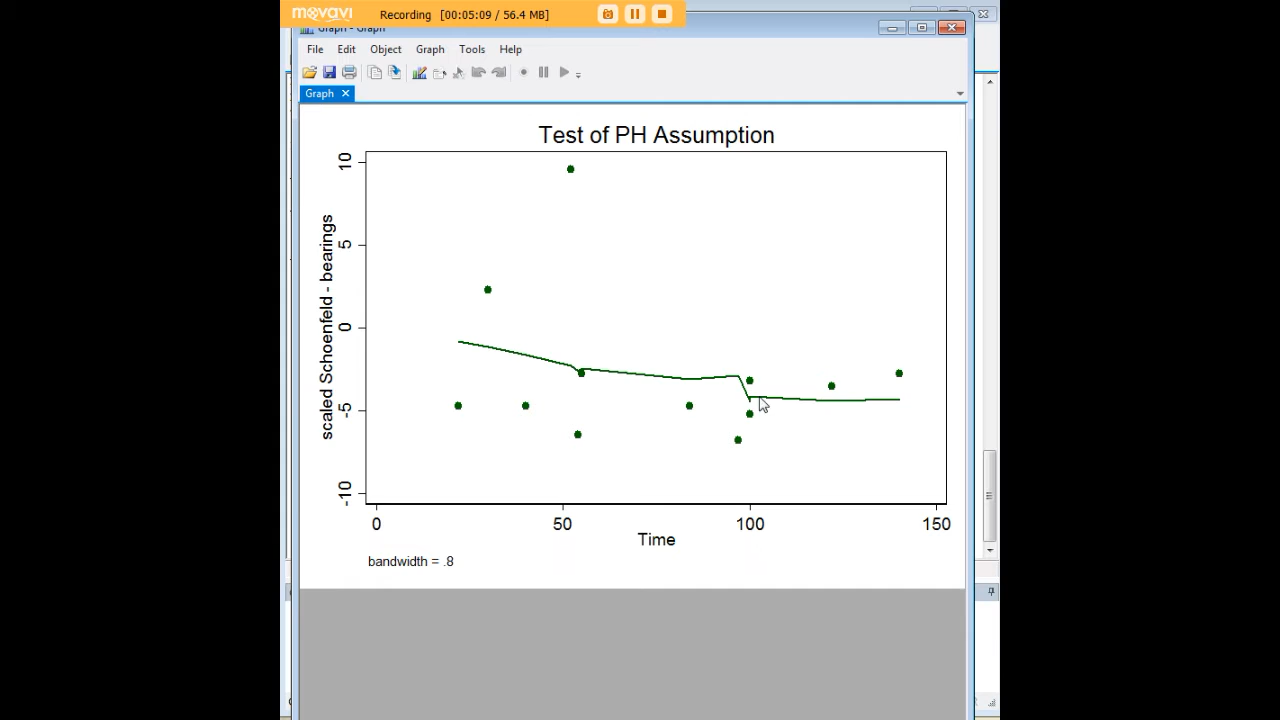 movavi Recording [00:05:09 / 56.4 MB]
Graph - Graph
File Edit Object Graph Tools Help
Graph
Test of PH Assumption
scaled Schoenfeld - bearings
10
5
0
-5
-10
0 50 100 150
Time
bandwidth = .8